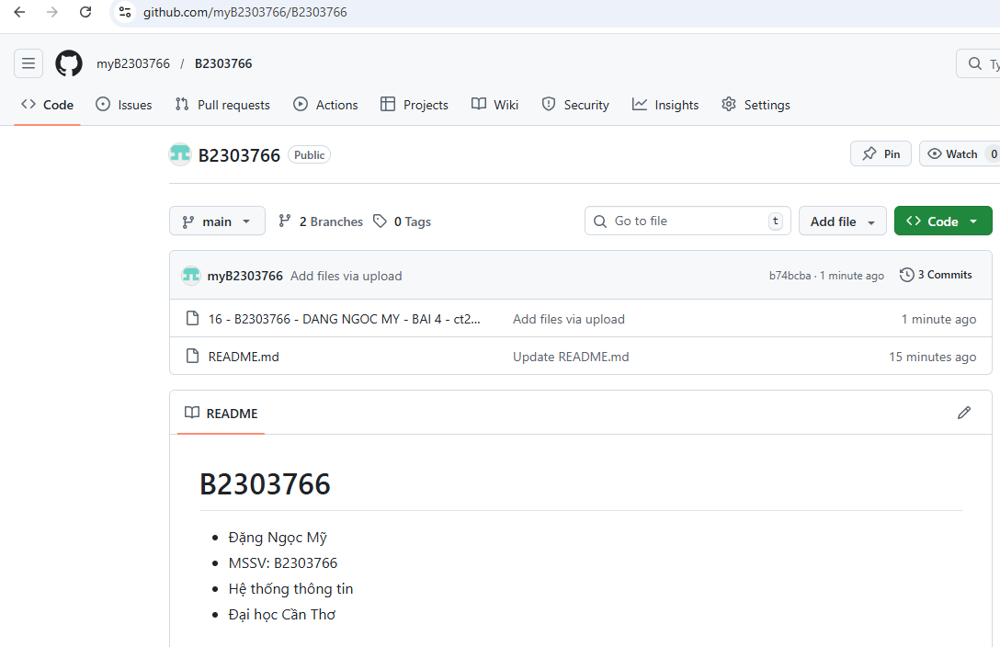 github.com/myB2303766/B2303766
myB2303766 / B2303766
Ty
Code Issues Pull requests Actions Projects Wiki Security Insights Settings
B2303766 Public Pin Watch 0
main 2 Branches 0 Tags Go to file t Add file Code
myB2303766 Add files via upload b74bcba · 1 minute ago 3 Commits
16 - B2303766 - DANG NGOC MY - BAI 4 - ct2... Add files via upload 1 minute ago
README.md Update README.md 15 minutes ago
README
B2303766
• Đặng Ngọc Mỹ
• MSSV: B2303766
• Hệ thống thông tin
• Đại học Cần Thơ